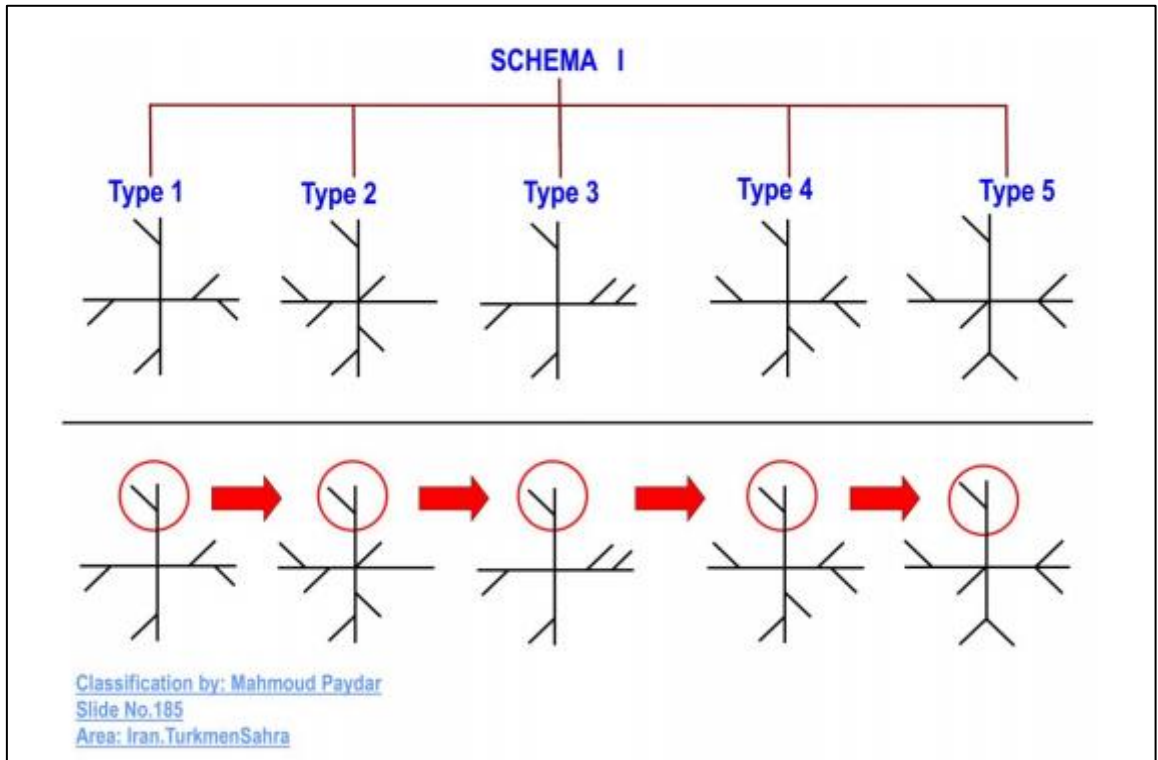 SCHEMA I
Type 1
Type 2
Type 3
Type 4
Type 5
Classification by: Mahmoud Paydar
Slide No.185
Area: Iran.TurkmenSahra